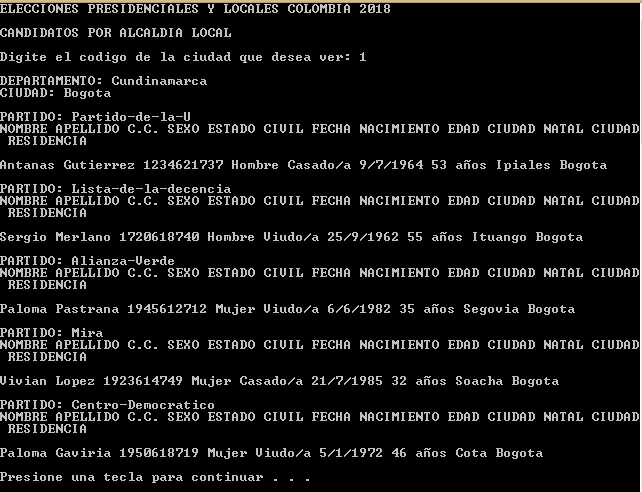 ELECCIONES PRESIDENCIALES Y LOCALES COLOMBIA 2018
CANDIDATOS POR ALCALDIA LOCAL
Digite el codigo de la ciudad que desea ver: 1
DEPARTAMENTO: Cundinamarca
CIUDAD: Bogota
PARTIDO: Partido-de-la-U
NOMBRE APELLIDO C.C. SEXO ESTADO CIVIL FECHA NACIMIENTO EDAD CIUDAD NATAL CIUDAD
RESIDENCIA
Antanas Gutierrez 1234621737 Hombre Casado/a 9/7/1964 53 años Ipiales Bogota
PARTIDO: Lista-de-la-decencia
NOMBRE APELLIDO C.C. SEXO ESTADO CIVIL FECHA NACIMIENTO EDAD CIUDAD NATAL CIUDAD
RESIDENCIA
Sergio Merlano 1720618740 Hombre Viudo/a 25/9/1962 55 años Ituango Bogota
PARTIDO: Alianza-Verde
NOMBRE APELLIDO C.C. SEXO ESTADO CIVIL FECHA NACIMIENTO EDAD CIUDAD NATAL CIUDAD
RESIDENCIA
Paloma Pastrana 1945612712 Mujer Viudo/a 6/6/1982 35 años Segovia Bogota
PARTIDO: Mira
NOMBRE APELLIDO C.C. SEXO ESTADO CIVIL FECHA NACIMIENTO EDAD CIUDAD NATAL CIUDAD
RESIDENCIA
Vivian Lopez 1923614749 Mujer Casado/a 21/7/1985 32 años Soacha Bogota
PARTIDO: Centro-Democratico
NOMBRE APELLIDO C.C. SEXO ESTADO CIVIL FECHA NACIMIENTO EDAD CIUDAD NATAL CIUDAD
RESIDENCIA
Paloma Gaviria 1950618719 Mujer Viudo/a 5/1/1972 46 años Cota Bogota
Presione una tecla para continuar . . .